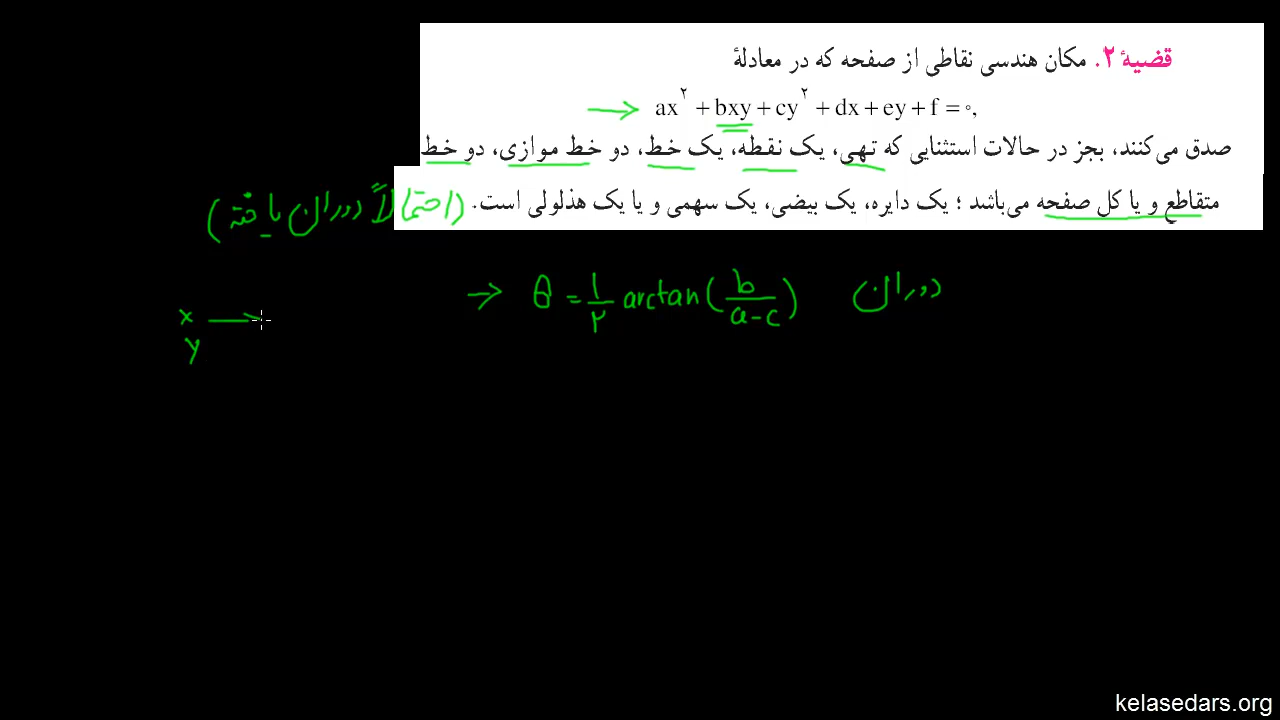 قضیهٔ ۲. مکان هندسی نقاطی از صفحه که در معادلهٔ
ax² + bxy + cy² + dx + ey + f = ۰,
صدق می‌کنند، بجز در حالات استثنایی که تهی، یک نقطه، یک خط، دو خط موازی، دو خط
متقاطع و یا کل صفحه می‌باشد ؛ یک دایره، یک بیضی، یک سهمی و یا یک هذلولی است.
(احتمالاً دوران یافته)
→ θ = ۱/۲ arctan(b/a-c) دوران
x →
y
kelasedars.org